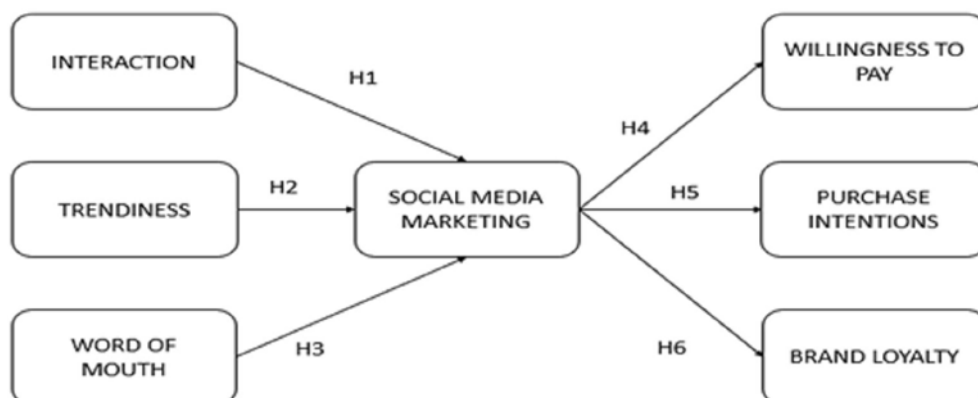 INTERACTION
H1
WILLINGNESS TO
PAY
H4
TRENDINESS
H2
SOCIAL MEDIA
MARKETING
H5
PURCHASE
INTENTIONS
WORD OF
MOUTH
H3
H6
BRAND LOYALTY